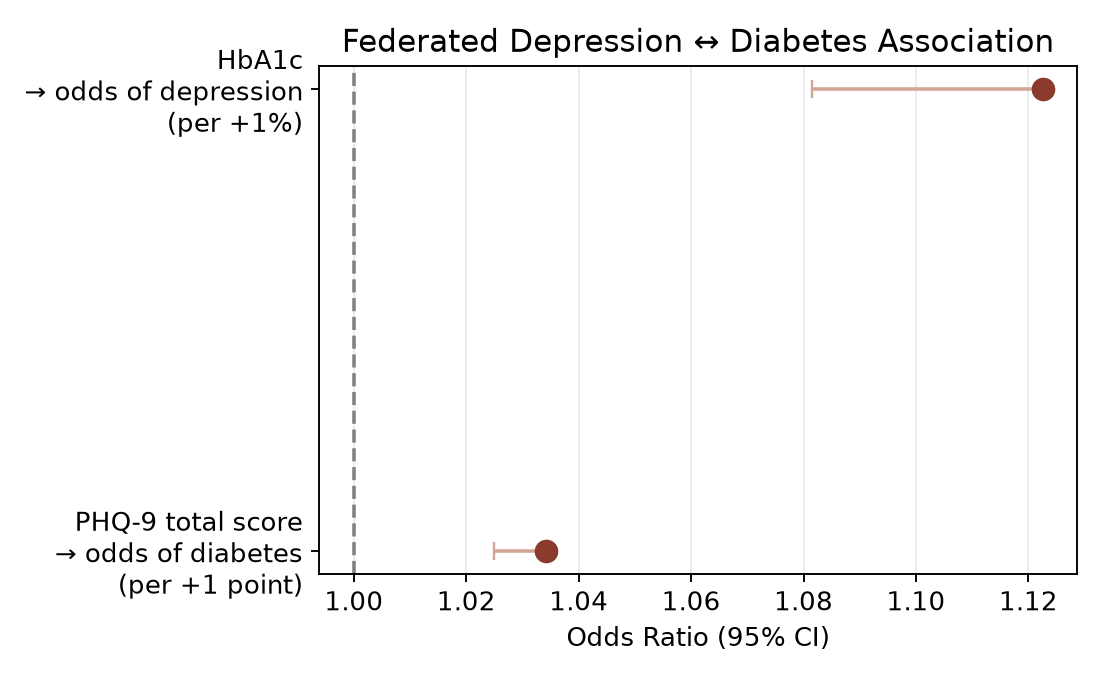 Federated Depression ↔ Diabetes Association
HbA1c
→ odds of depression
(per +1%)
PHQ-9 total score
→ odds of diabetes
(per +1 point)
1.00 1.02 1.04 1.06 1.08 1.10 1.12
Odds Ratio (95% CI)